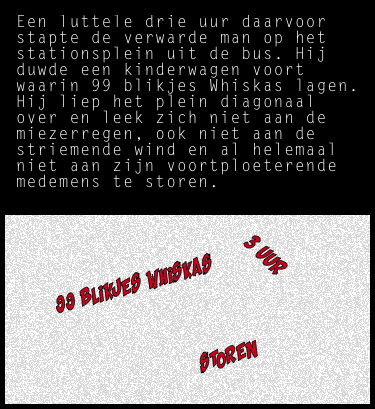 Een luttele drie uur daarvoor
stapte de verwarde man op het
stationsplein uit de bus. Hij
duwde een kinderwagen voort
waarin 99 blikjes Whiskas lagen.
Hij liep het plein diagonaal
over en leek zich niet aan de
miezerregen, ook niet aan de
striemende wind en al helemaal
niet aan zijn voortploeterende
medemens te storen.
3 UUR
99 BLIKJES WHISKAS
STOREN